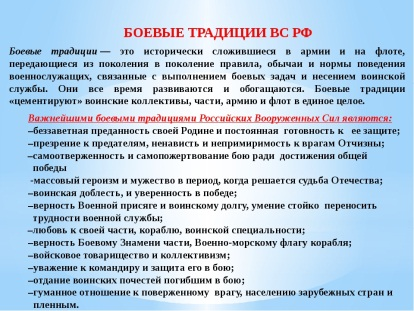 БОЕВЫЕ ТРАДИЦИИ ВС РФ
Боевые традиции — это исторически сложившиеся в армии и на флоте,
передающиеся из поколения в поколение правила, обычаи и нормы поведения
военнослужащих, связанные с выполнением боевых задач и несением воинской
службы. Они все время развиваются и обогащаются. Боевые традиции
«цементируют» воинские коллективы, части, армию и флот в единое целое.
Важнейшими боевыми традициями Российских Вооруженных Сил являются:
–беззаветная преданность своей Родине и постоянная готовность к ее защите;
–презрение к предателям, ненависть и непримиримость к врагам Отчизны;
–самоотверженность и самопожертвование бою ради достижения общей
победы
-массовый героизм и мужество в период, когда решается судьба Отечества;
–воинская доблесть, и уверенность в победе;
–верность Военной присяге и воинскому долгу, умение стойко переносить
трудности военной службы;
–любовь к своей части, кораблю, воинской специальности;
–верность Боевому Знамени части, Военно-морскому флагу корабля;
–войсковое товарищество и коллективизм;
–уважение к командиру и защита его в бою;
–отдание воинских почестей погибшим в бою;
–гуманное отношение к поверженному врагу, населению зарубежных стран и
пленным.